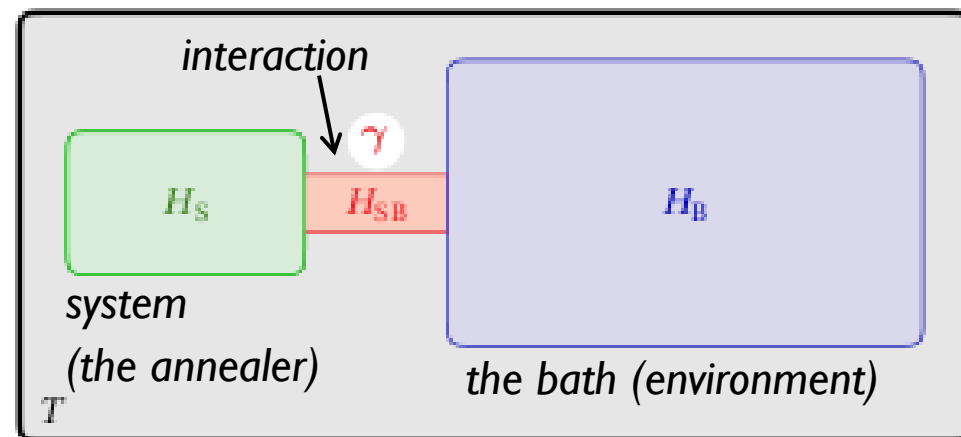 interaction
γ
H_S
H_SB
H_B
system
(the annealer)
the bath (environment)
T